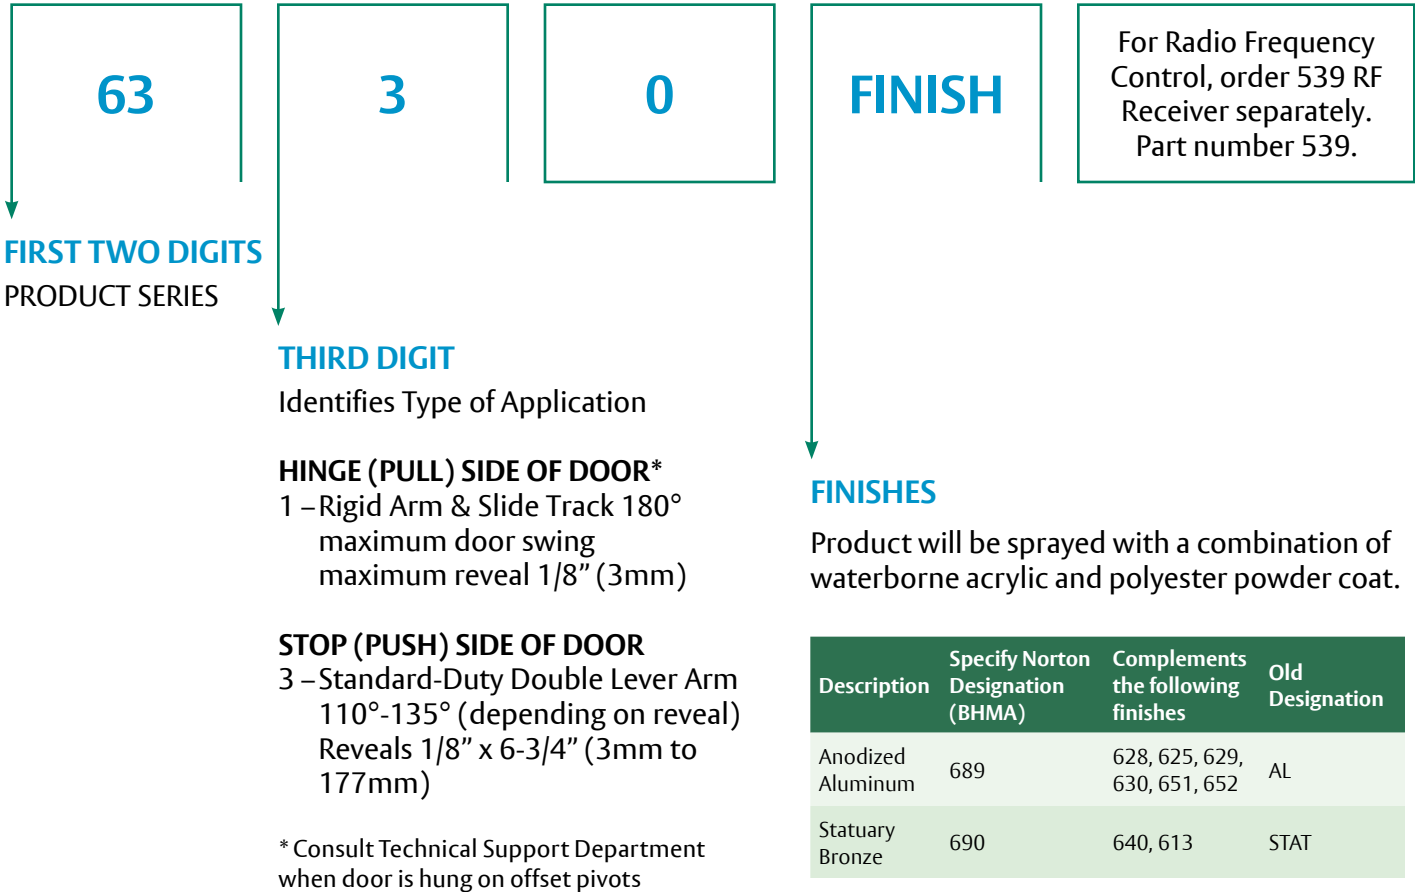 63
3
0
FINISH
For Radio Frequency
Control, order 539 RF
Receiver separately.
Part number 539.
FIRST TWO DIGITS
PRODUCT SERIES
THIRD DIGIT
Identifies Type of Application
HINGE (PULL) SIDE OF DOOR*
1 – Rigid Arm & Slide Track 180°
maximum door swing
maximum reveal 1/8” (3mm)
STOP (PUSH) SIDE OF DOOR
3 – Standard-Duty Double Lever Arm
110°-135° (depending on reveal)
Reveals 1/8” x 6-3/4” (3mm to
177mm)
* Consult Technical Support Department
when door is hung on offset pivots
FINISHES
Product will be sprayed with a combination of
waterborne acrylic and polyester powder coat.
Description
Specify Norton
Designation
(BHMA)
Complements
the following
finishes
Old
Designation
Anodized
Aluminum
689
628, 625, 629,
630, 651, 652
AL
Statuary
Bronze
690
640, 613
STAT